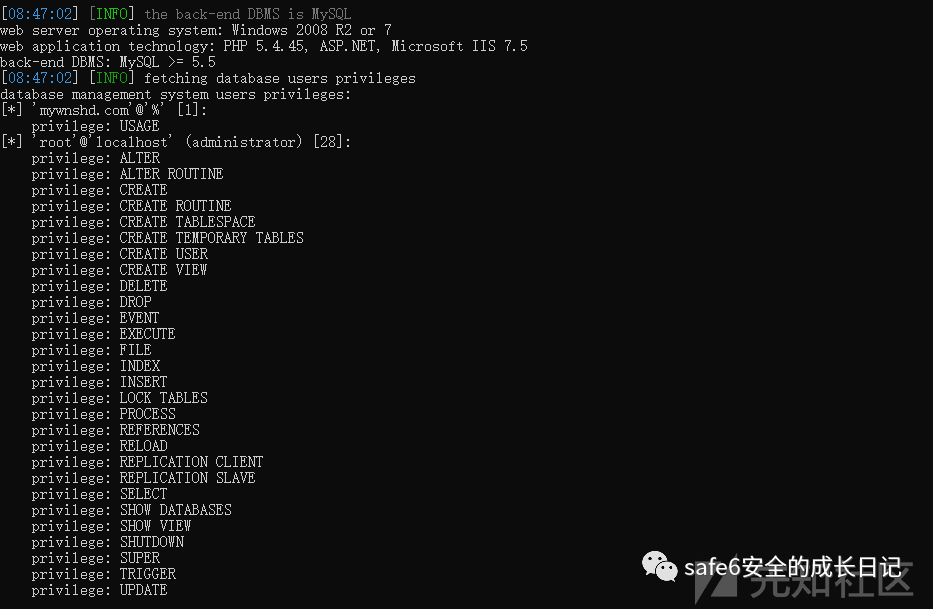 [08:47:02] [INFO] the back-end DBMS is MySQL
web server operating system: Windows 2008 R2 or 7
web application technology: PHP 5.4.45, ASP.NET, Microsoft IIS 7.5
back-end DBMS: MySQL >= 5.5
[08:47:02] [INFO] fetching database users privileges
database management system users privileges:
[*] 'mywnshd.com'@'%' [1]:
privilege: USAGE
[*] 'root'@'localhost' (administrator) [28]:
privilege: ALTER
privilege: ALTER ROUTINE
privilege: CREATE
privilege: CREATE ROUTINE
privilege: CREATE TABLESPACE
privilege: CREATE TEMPORARY TABLES
privilege: CREATE USER
privilege: CREATE VIEW
privilege: DELETE
privilege: DROP
privilege: EVENT
privilege: EXECUTE
privilege: FILE
privilege: INDEX
privilege: INSERT
privilege: LOCK TABLES
privilege: PROCESS
privilege: REFERENCES
privilege: RELOAD
privilege: REPLICATION CLIENT
privilege: REPLICATION SLAVE
privilege: SELECT
privilege: SHOW DATABASES
privilege: SHOW VIEW
privilege: SHUTDOWN
privilege: SUPER
privilege: TRIGGER
privilege: UPDATE
safe6安全的成长日记
先知社区